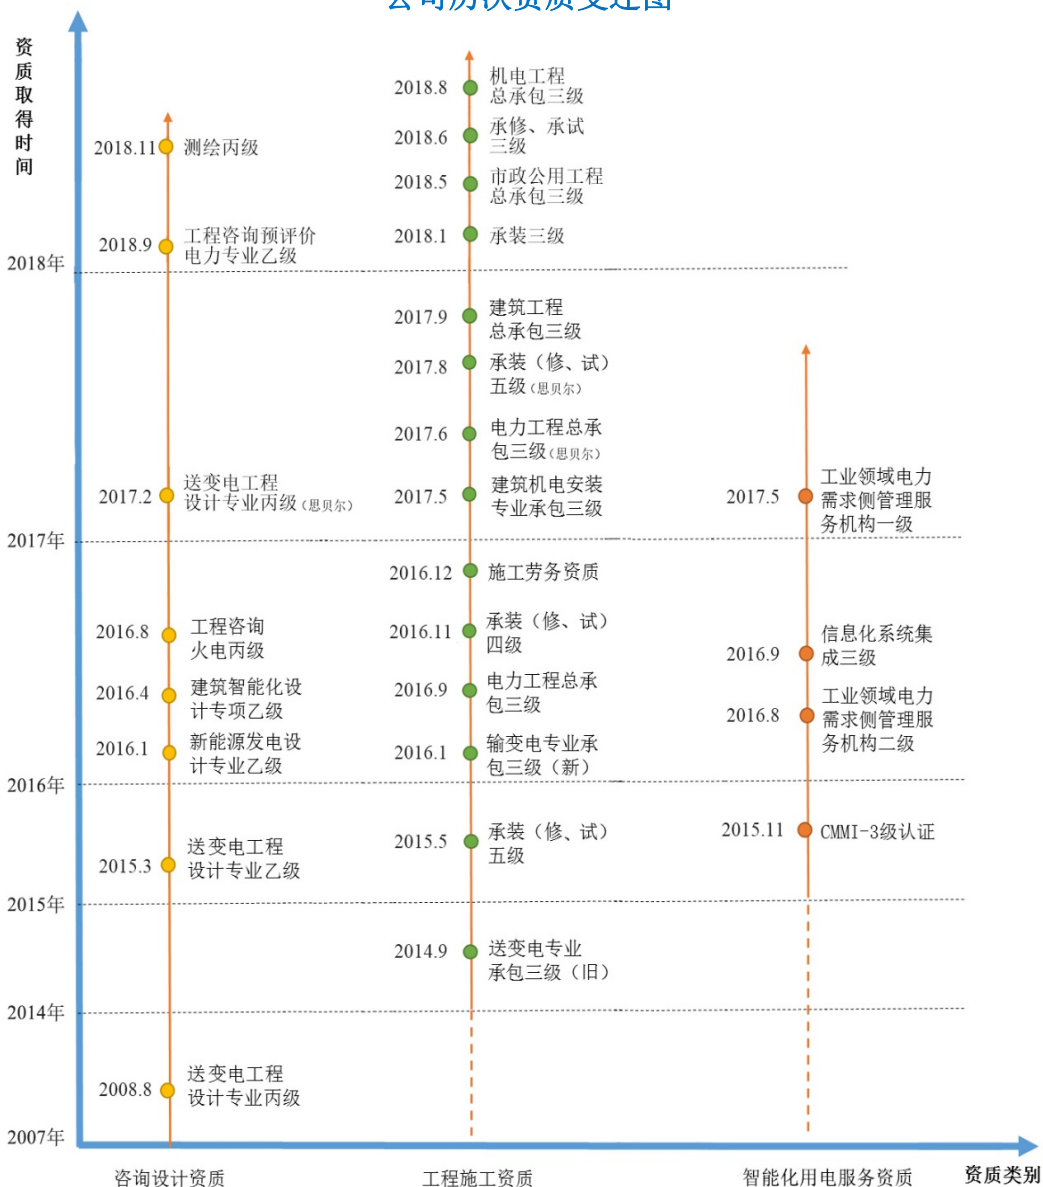 公司历次资质变迁图
资质取得时间
2018.11
测绘丙级
2018.9
工程咨询预评价
电力专业乙级
2017.2
送变电工程
设计专业丙级（思贝尔）
2016.8
工程咨询
火电丙级
2016.4
建筑智能化设
计专项乙级
2016.1
新能源发电设
计专业乙级
2015.3
送变电工程
设计专业乙级
2008.8
送变电工程
设计专业丙级
2018.8
机电工程
总承包三级
2018.6
承修、承试
三级
2018.5
市政公用工程
总承包三级
2018.1
承装三级
2017.9
建筑工程
总承包三级
2017.8
承装（修、试）
五级（思贝尔）
2017.6
电力工程总承
包三级（思贝尔）
2017.5
建筑机电安装
专业承包三级
2016.12
施工劳务资质
2016.11
承装（修、试）
四级
2016.9
电力工程总承
包三级
2016.1
输变电专业承
包三级（新）
2015.5
承装（修、试）
五级
2014.9
送变电专业
承包三级（旧）
2017.5
工业领域电力
需求侧管理服
务机构一级
2016.9
信息化系统集
成三级
2016.8
工业领域电力
需求侧管理服
务机构二级
2015.11
CMMI-3级认证
2018年
2017年
2016年
2015年
2014年
2007年
咨询设计资质
工程施工资质
智能化用电服务资质
资质类别